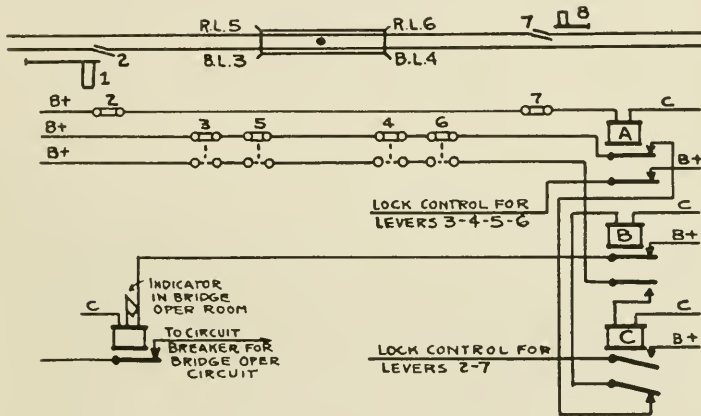 R.L.5 R.L.6 7 8
B.L.3 B.L.4
2
1
B+ 2 7 C
B+ 3 5 4 6 A
B+ B+
LOCK CONTROL FOR
LEVERS 3-4-5-6
C
B B+
INDICATOR
IN BRIDGE
OPER ROOM
C C
TO CIRCUIT
BREAKER FOR
BRIDGE OPER
CIRCUIT
C B+
LOCK CONTROL FOR
LEVERS 2-7